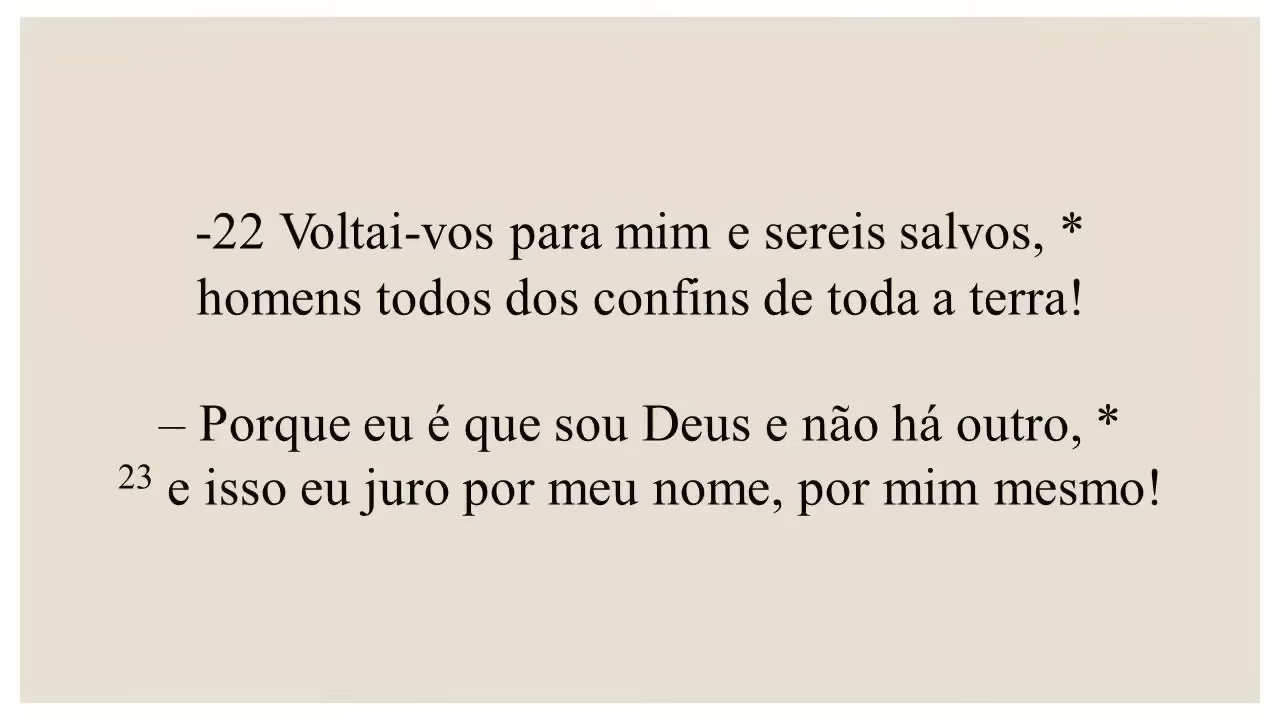 -22 Voltai-vos para mim e sereis salvos, *
homens todos dos confins de toda a terra!
– Porque eu é que sou Deus e não há outro, *
23 e isso eu juro por meu nome, por mim mesmo!